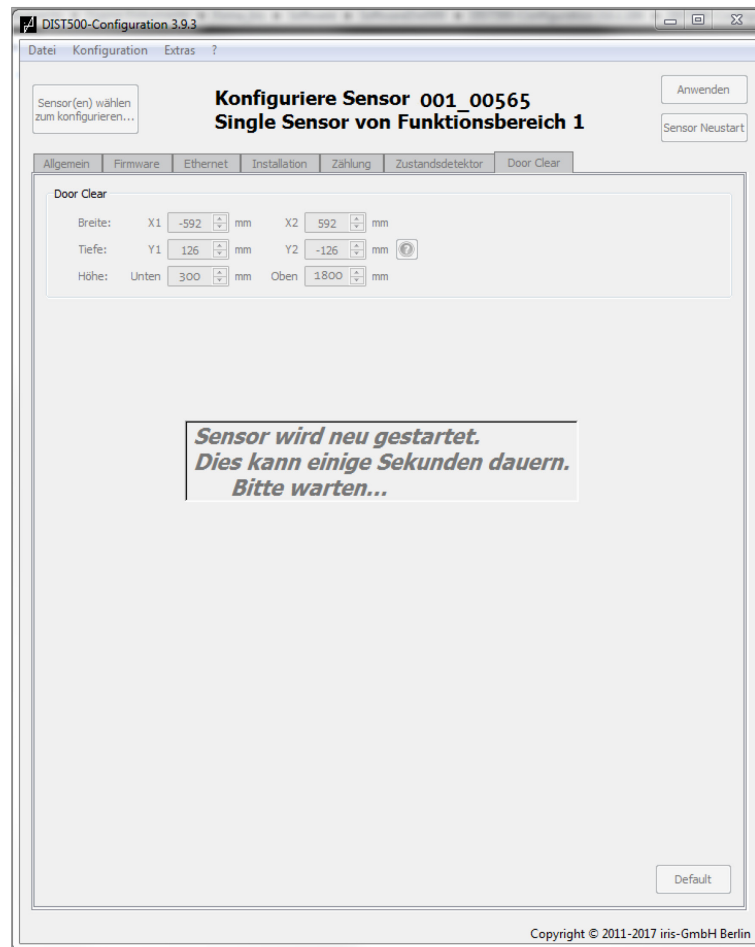 DIST500-Configuration 3.9.3
Datei Konfiguration Extras ?
Sensor(en) wählen
zum konfigurieren...
Konfiguriere Sensor 001_00565
Single Sensor von Funktionsbereich 1
Anwenden
Sensor Neustart
Allgemein Firmware Ethernet Installation Zählung Zustandsdetektor Door Clear
Door Clear
Breite: X1 -592 mm X2 592 mm
Tiefe: Y1 126 mm Y2 -126 mm ?
Höhe: Unten 300 mm Oben 1800 mm
Sensor wird neu gestartet.
Dies kann einige Sekunden dauern.
Bitte warten...
Default
Copyright © 2011-2017 iris-GmbH Berlin